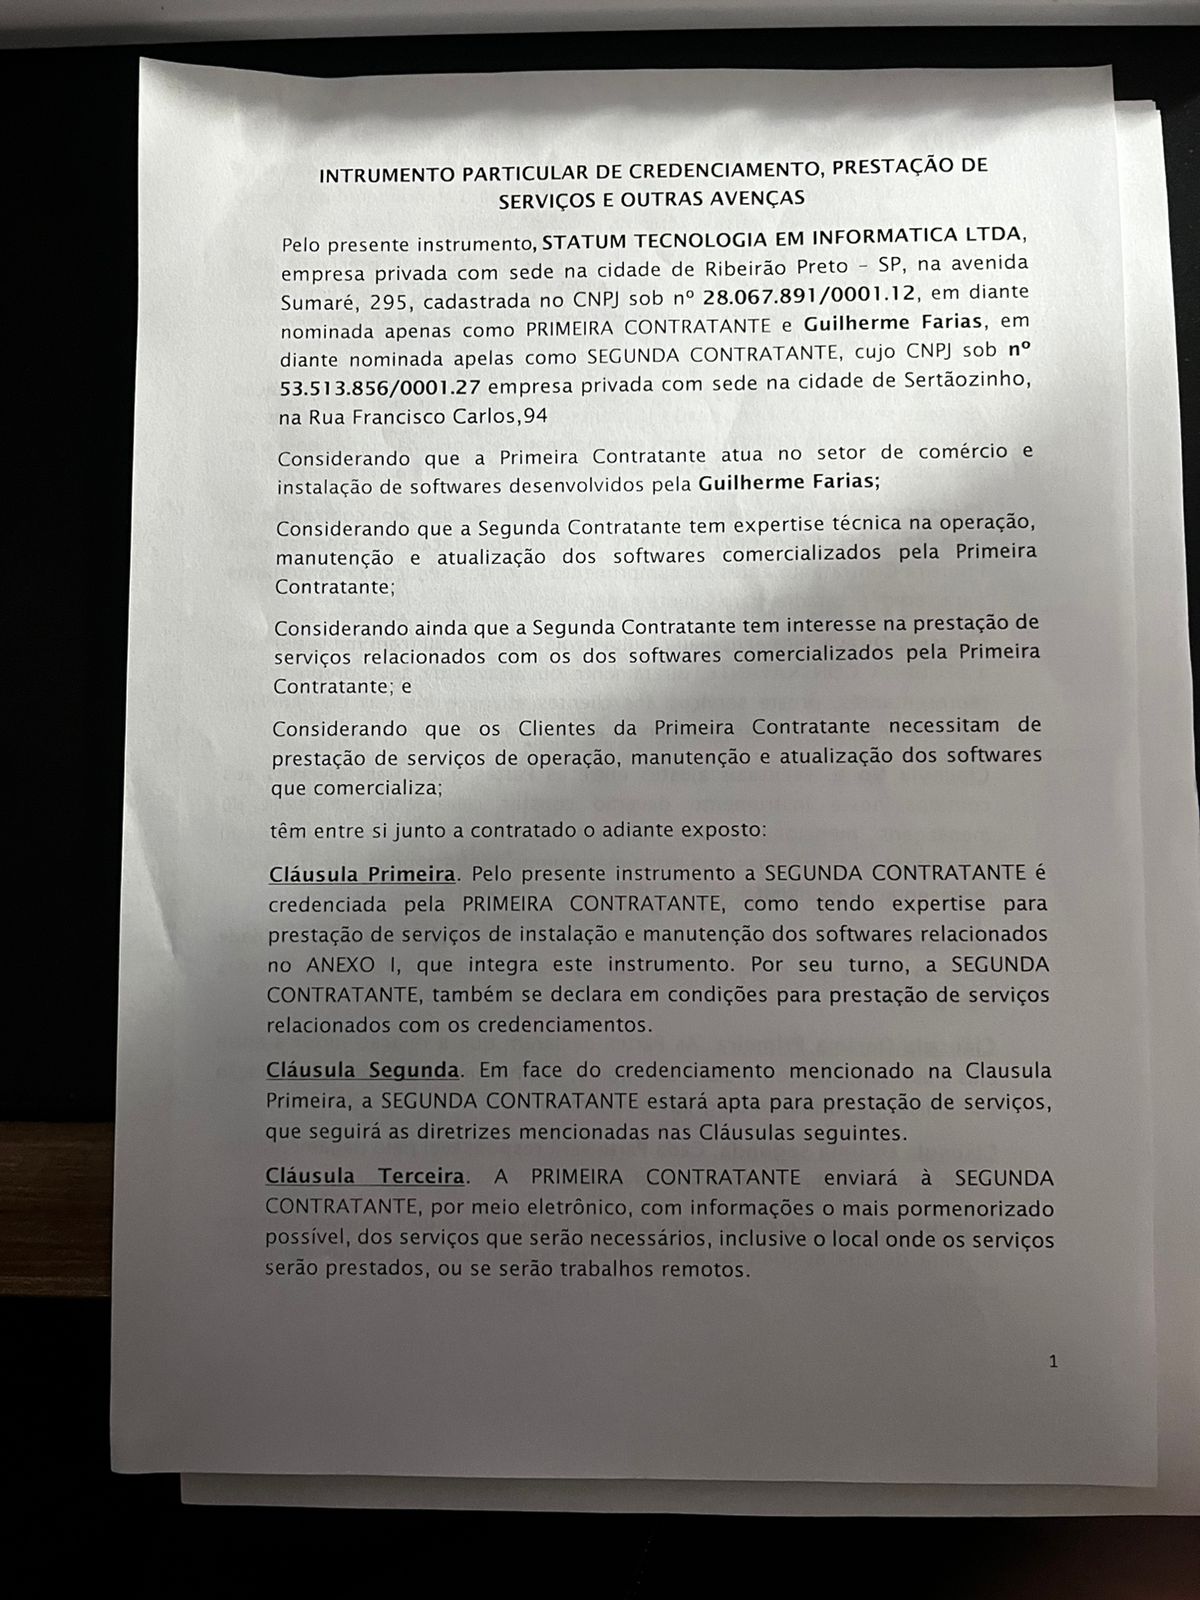 INTRUMENTO PARTICULAR DE CREDENCIAMENTO, PRESTAÇÃO DE
SERVIÇOS E OUTRAS AVENÇAS
Pelo presente instrumento, STATUM TECNOLOGIA EM INFORMATICA LTDA,
empresa privada com sede na cidade de Ribeirão Preto – SP, na avenida
Sumaré, 295, cadastrada no CNPJ sob nº 28.067.891/0001.12, em diante
nominada apenas como PRIMEIRA CONTRATANTE e Guilherme Farias, em
diante nominada apelas como SEGUNDA CONTRATANTE, cujo CNPJ sob nº
53.513.856/0001.27 empresa privada com sede na cidade de Sertãozinho,
na Rua Francisco Carlos,94
Considerando que a Primeira Contratante atua no setor de comércio e
instalação de softwares desenvolvidos pela Guilherme Farias;
Considerando que a Segunda Contratante tem expertise técnica na operação,
manutenção e atualização dos softwares comercializados pela Primeira
Contratante;
Considerando ainda que a Segunda Contratante tem interesse na prestação de
serviços relacionados com os dos softwares comercializados pela Primeira
Contratante; e
Considerando que os Clientes da Primeira Contratante necessitam de
prestação de serviços de operação, manutenção e atualização dos softwares
que comercializa;
têm entre si junto a contratado o adiante exposto:
Cláusula Primeira. Pelo presente instrumento a SEGUNDA CONTRATANTE é
credenciada pela PRIMEIRA CONTRATANTE, como tendo expertise para
prestação de serviços de instalação e manutenção dos softwares relacionados
no ANEXO I, que integra este instrumento. Por seu turno, a SEGUNDA
CONTRATANTE, também se declara em condições para prestação de serviços
relacionados com os credenciamentos.
Cláusula Segunda. Em face do credenciamento mencionado na Clausula
Primeira, a SEGUNDA CONTRATANTE estará apta para prestação de serviços,
que seguirá as diretrizes mencionadas nas Cláusulas seguintes.
Cláusula Terceira. A PRIMEIRA CONTRATANTE enviará à SEGUNDA
CONTRATANTE, por meio eletrônico, com informações o mais pormenorizado
possível, dos serviços que serão necessários, inclusive o local onde os serviços
serão prestados, ou se serão trabalhos remotos.
1